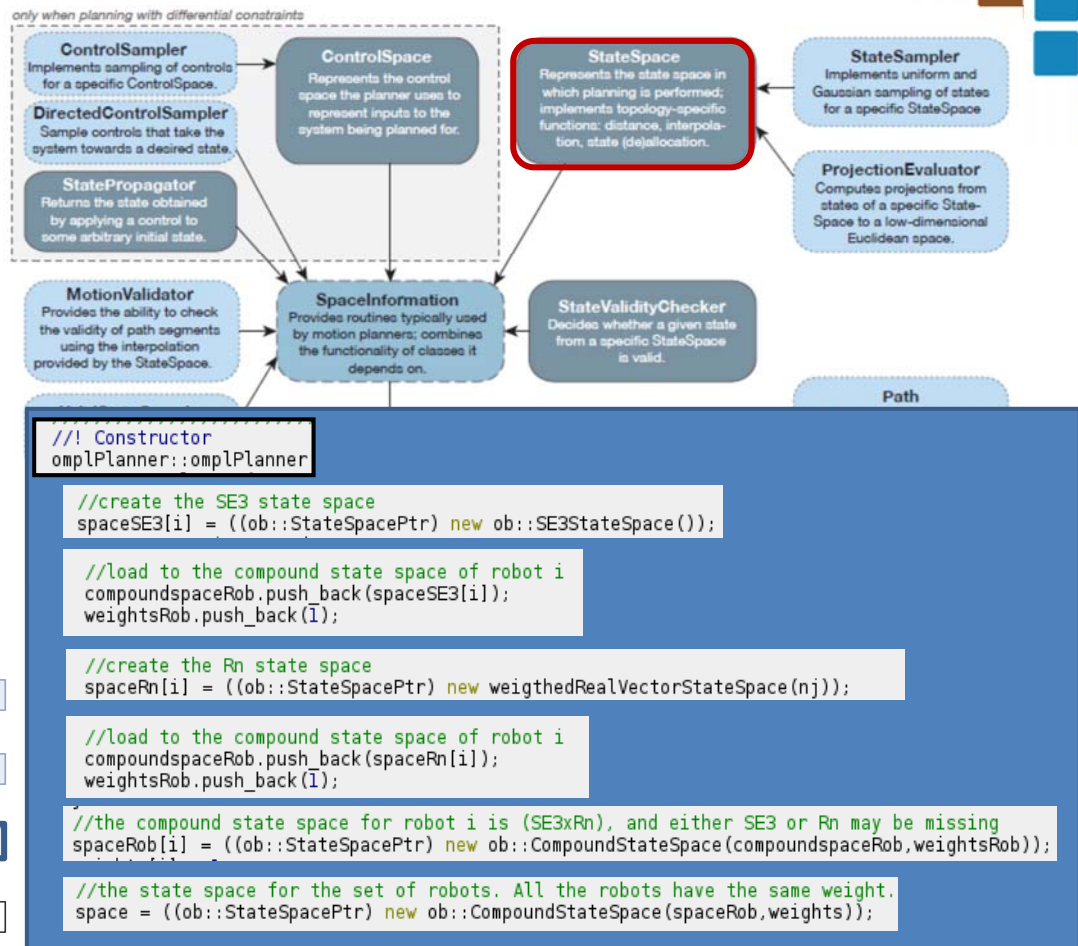 only when planning with differential constraints
ControlSampler
Implements sampling of controls
for a specific ControlSpace.
DirectedControlSampler
Sample controls that take the
system towards a desired state.
StatePropagator
Returns the state obtained
by applying a control to
some arbitrary initial state.
ControlSpace
Represents the control
space the planner uses to
represent inputs to the
system being planned for.
StateSpace
Represents the state space in
which planning is performed;
implements topology-specific
functions: distance, interpola-
tion, state (de)allocation.
StateSampler
Implements uniform and
Gaussian sampling of states
for a specific StateSpace
ProjectionEvaluator
Computes projections from
states of a specific State-
Space to a low-dimensional
Euclidean space.
MotionValidator
Provides the ability to check
the validity of path segments
using the interpolation
provided by the StateSpace.
SpaceInformation
Provides routines typically used
by motion planners; combines
the functionality of classes it
depends on.
StateValidityChecker
Decides whether a given state
from a specific StateSpace
is valid.
Path
//! Constructor
omplPlanner::omplPlanner
//create the SE3 state space
spaceSE3[i] = ((ob::StateSpacePtr) new ob::SE3StateSpace());
//load to the compound state space of robot i
compoundspaceRob.push_back(spaceSE3[i]);
weightsRob.push_back(1);
//create the Rn state space
spaceRn[i] = ((ob::StateSpacePtr) new weigthedRealVectorStateSpace(nj));
//load to the compound state space of robot i
compoundspaceRob.push_back(spaceRn[i]);
weightsRob.push_back(1);
//the compound state space for robot i is (SE3xRn), and either SE3 or Rn may be missing
spaceRob[i] = ((ob::StateSpacePtr) new ob::CompoundStateSpace(compoundspaceRob,weightsRob));
//the state space for the set of robots. All the robots have the same weight.
space = ((ob::StateSpacePtr) new ob::CompoundStateSpace(spaceRob,weights));